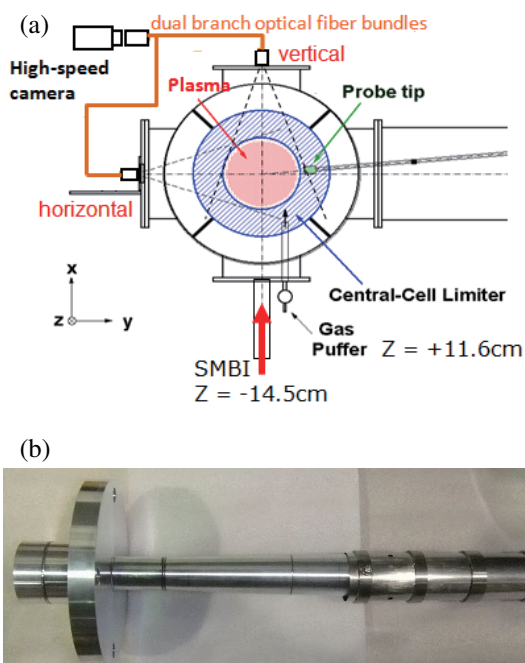 (a)
dual branch optical fiber bundles
vertical
High-speed
camera
Plasma
Probe tip
horizontal
x
z
y
Central-Cell Limiter
Gas
Puffer
Z = +11.6cm
SMBI
Z = -14.5cm
(b)